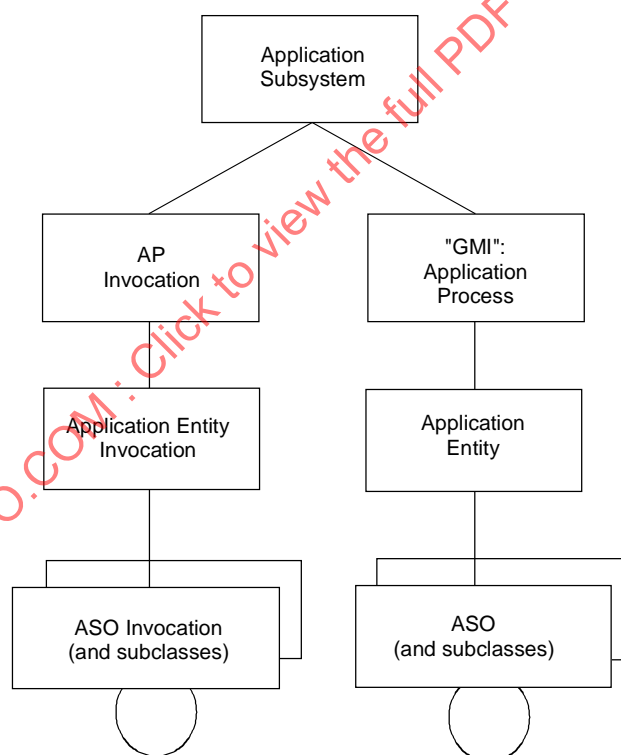 Application
Subsystem
AP
Invocation
"GMI":
Application
Process
Application Entity
Invocation
Application
Entity
ASO Invocation
(and subclasses)
ASO
(and subclasses)
O.COM : Click to view the full PDF